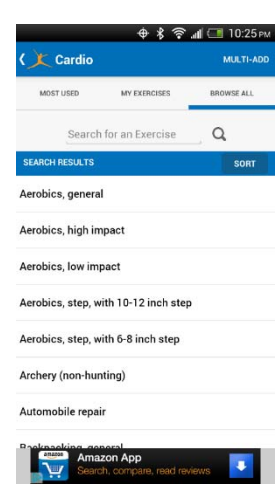 10:25 PM
Cardio
MULTI-ADD
MOST USED
MY EXERCISES
BROWSE ALL
Search for an Exercise
SEARCH RESULTS
SORT
Aerobics, general
Aerobics, high impact
Aerobics, low impact
Aerobics, step, with 10-12 inch step
Aerobics, step, with 6-8 inch step
Archery (non-hunting)
Automobile repair
Backpacking, general
amazon
Amazon App
Search, compare, read reviews